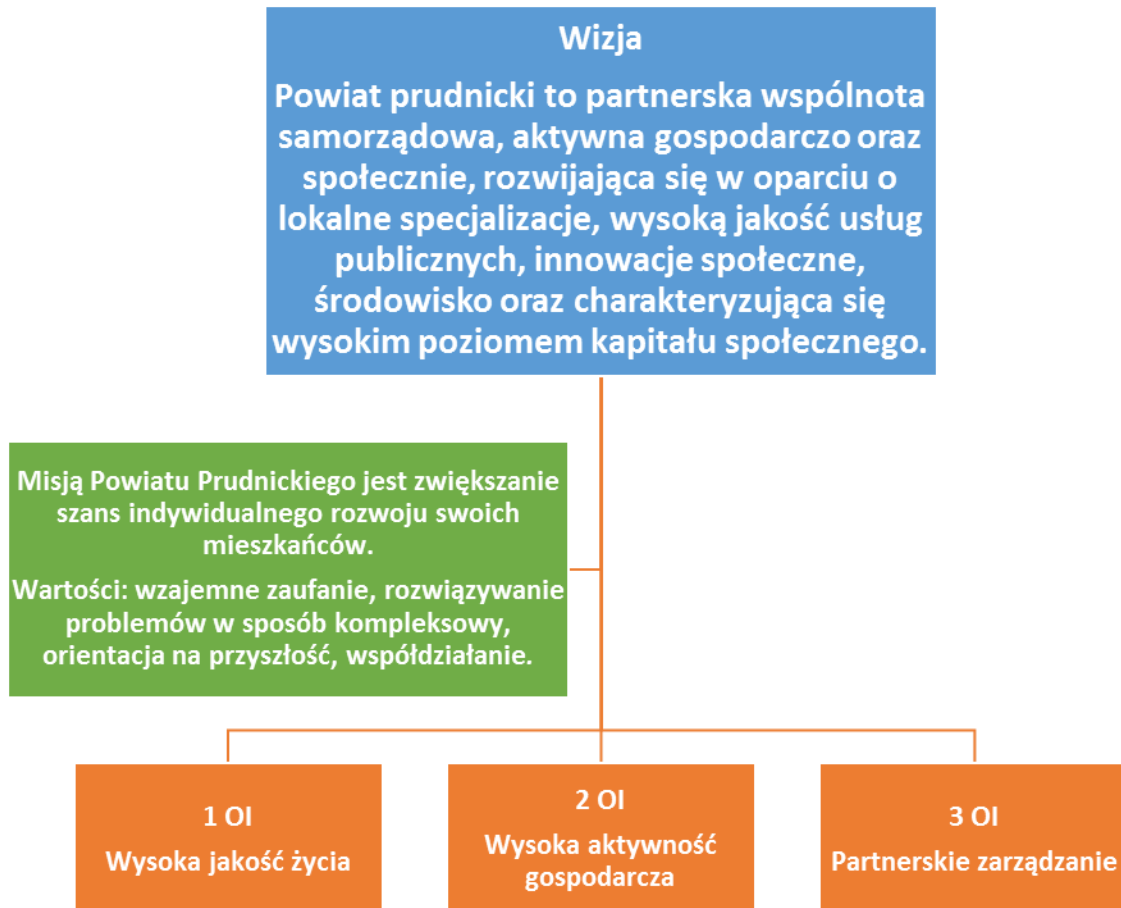 Wizja
Powiat prudnicki to partnerska wspólnota
samorządowa, aktywna gospodarczo oraz
społecznie, rozwijająca się w oparciu o
lokalne specjalizacje, wysoką jakość usług
publicznych, innowacje społeczne,
środowisko oraz charakteryzująca się
wysokim poziomem kapitału społecznego.
Misją Powiatu Prudnickiego jest zwiększanie
szans indywidualnego rozwoju swoich
mieszkańców.
Wartości: wzajemne zaufanie, rozwiązywanie
problemów w sposób kompleksowy,
orientacja na przyszłość, współdziałanie.
1 OI
Wysoka jakość życia
2 OI
Wysoka aktywność
gospodarcza
3 OI
Partnerskie zarządzanie